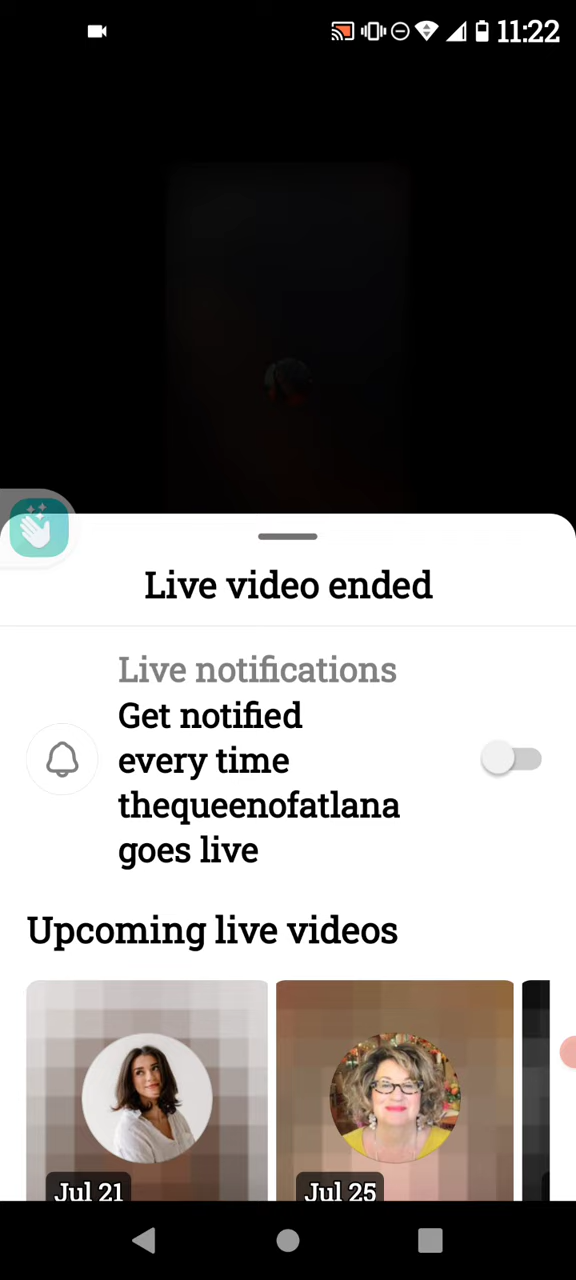 11:22
Live video ended
Live notifications
Get notified
every time
thequeenofatlana
goes live
Upcoming live videos
Jul 21
Jul 25